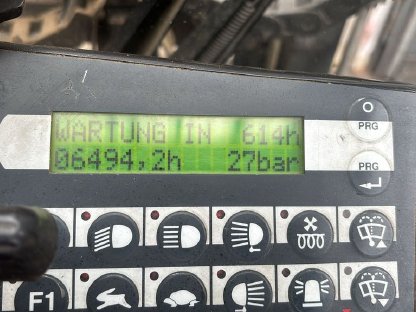 WARTUNG IN 614h
06494,2h 27bar
O
PRG
PRG
F1